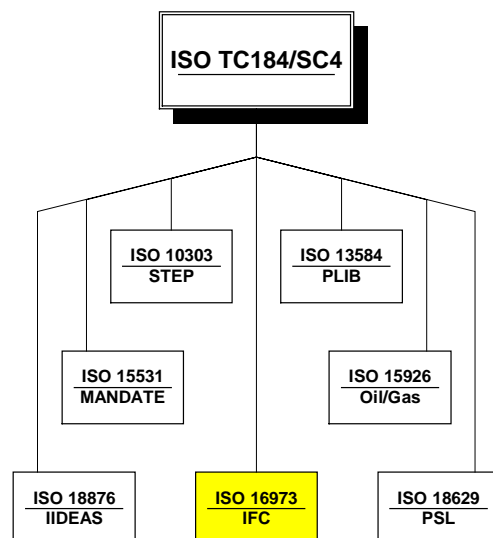 ISO TC184/SC4
ISO 10303
STEP
ISO 13584
PLIB
ISO 15531
MANDATE
ISO 15926
Oil/Gas
ISO 18876
IIDEAS
ISO 16973
IFC
ISO 18629
PSL